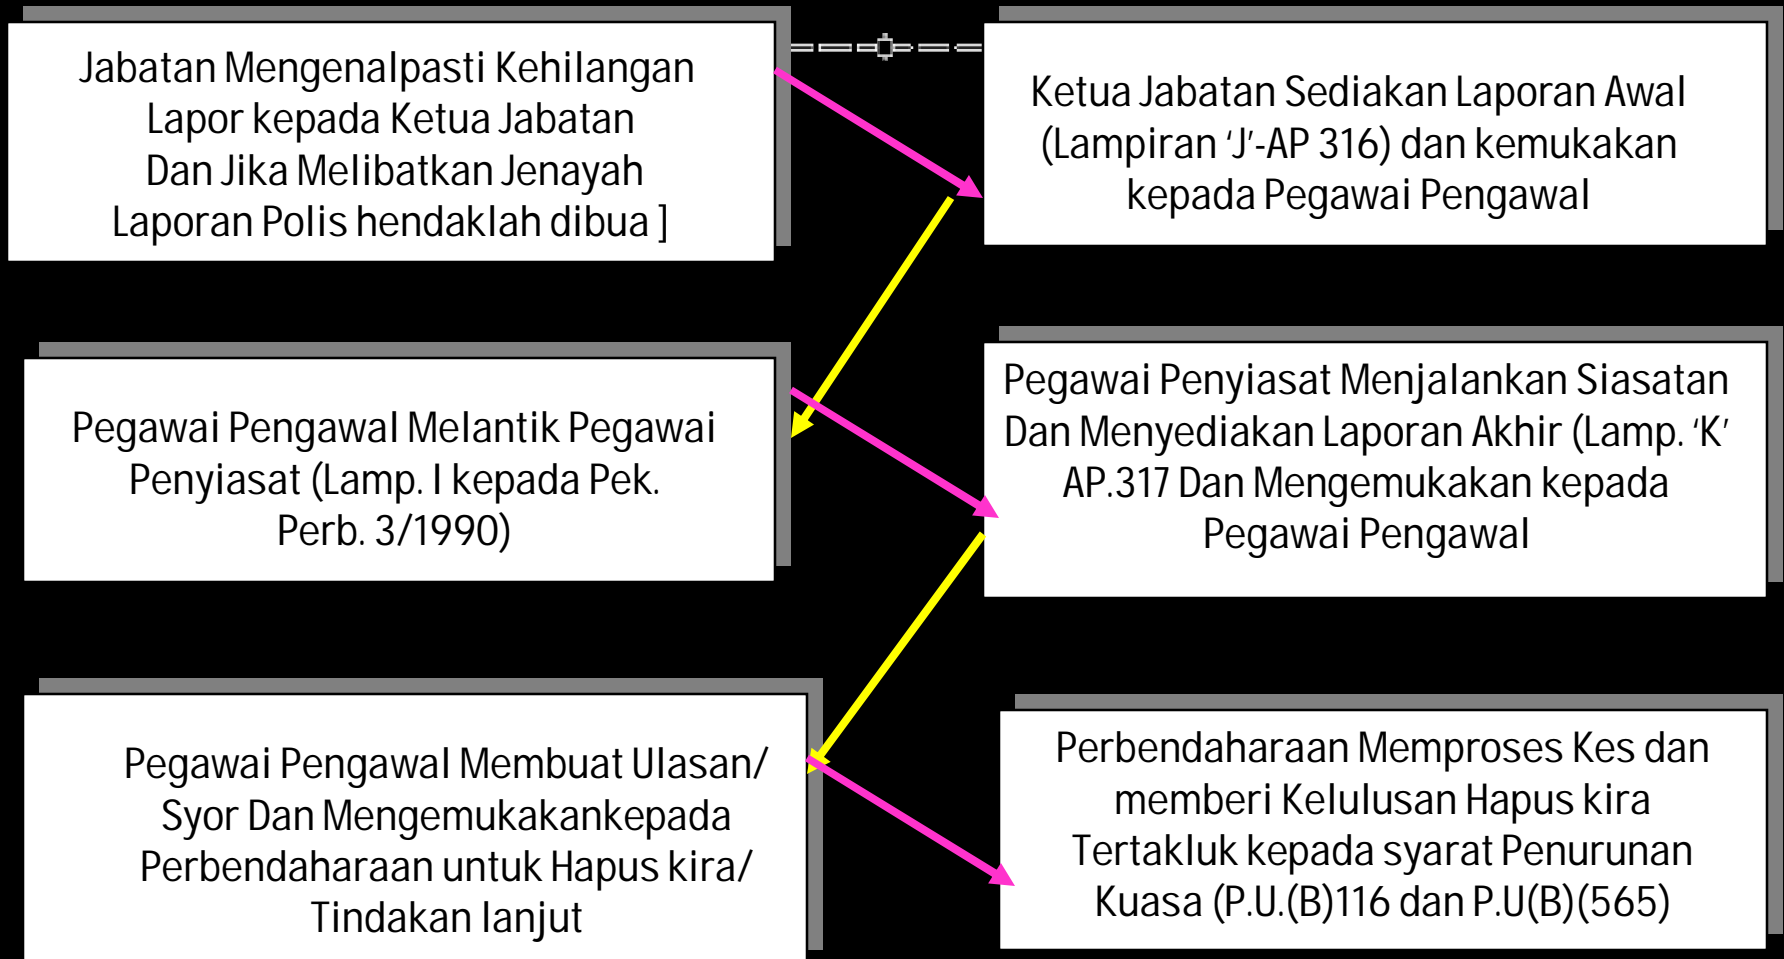 Jabatan Mengenalpasti Kehilangan
Lapor kepada Ketua Jabatan
Dan Jika Melibatkan Jenayah
Laporan Polis hendaklah dibua ]
Ketua Jabatan Sediakan Laporan Awal
(Lampiran ‘J’-AP 316) dan kemukakan
kepada Pegawai Pengawal
Pegawai Pengawal Melantik Pegawai
Penyiasat (Lamp. I kepada Pek.
Perb. 3/1990)
Pegawai Penyiasat Menjalankan Siasatan
Dan Menyediakan Laporan Akhir (Lamp. ‘K’
AP.317 Dan Mengemukakan kepada
Pegawai Pengawal
Pegawai Pengawal Membuat Ulasan/
Syor Dan Mengemukakankepada
Perbendaharaan untuk Hapus kira/
Tindakan lanjut
Perbendaharaan Memproses Kes dan
memberi Kelulusan Hapus kira
Tertakluk kepada syarat Penurunan
Kuasa (P.U.(B)116 dan P.U(B)(565)